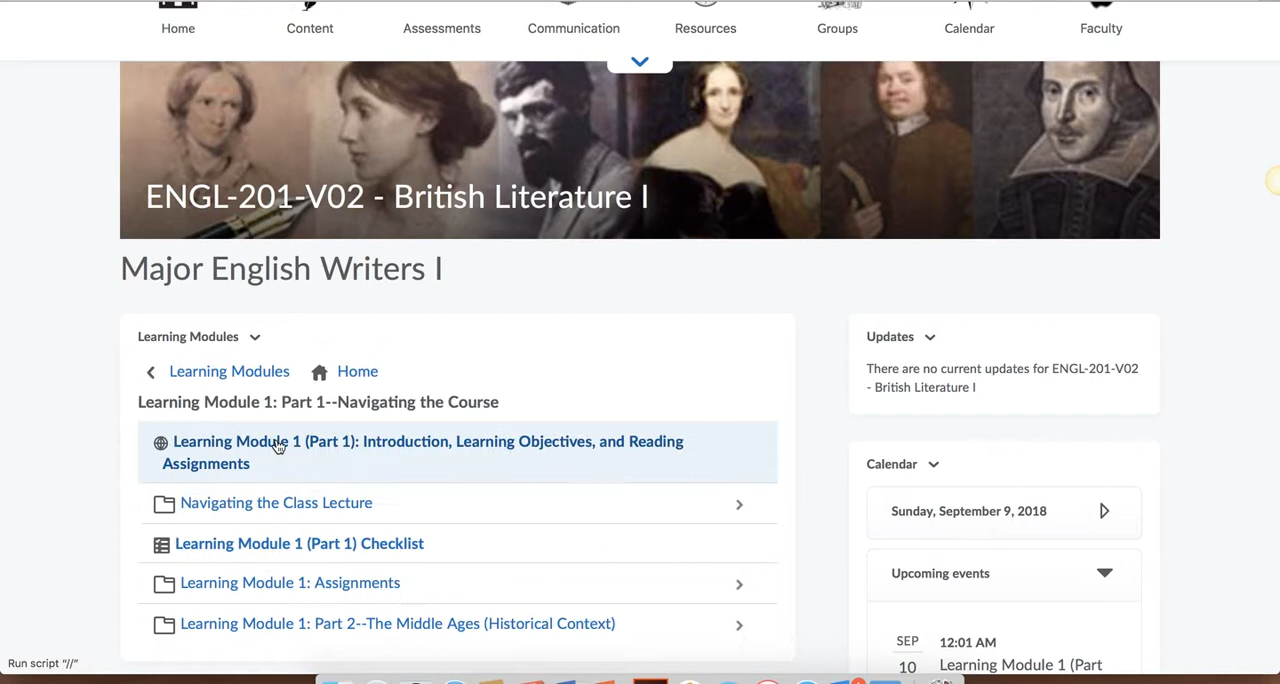 Home Content Assessments Communication Resources Groups Calendar Faculty
ENGL-201-V02 - British Literature I
Major English Writers I
Learning Modules
Learning Modules Home
Learning Module 1: Part 1--Navigating the Course
Learning Module 1 (Part 1): Introduction, Learning Objectives, and Reading
Assignments
Navigating the Class Lecture
Learning Module 1 (Part 1) Checklist
Learning Module 1: Assignments
Learning Module 1: Part 2--The Middle Ages (Historical Context)
Updates
There are no current updates for ENGL-201-V02
- British Literature I
Calendar
Sunday, September 9, 2018
Upcoming events
SEP 12:01 AM
10 Learning Module 1 (Part
Run script "//"